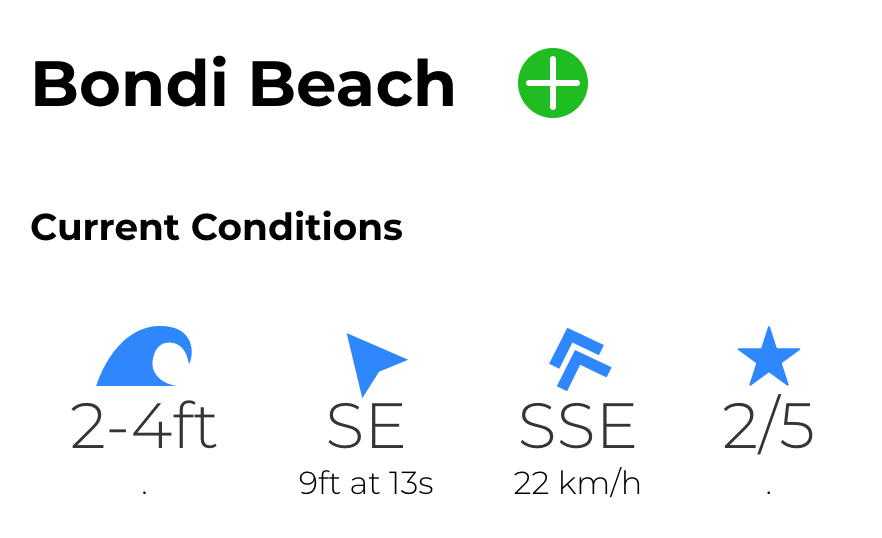 Bondi Beach
Current Conditions
2-4ft SE SSE 2/5
. 9ft at 13s 22 km/h .